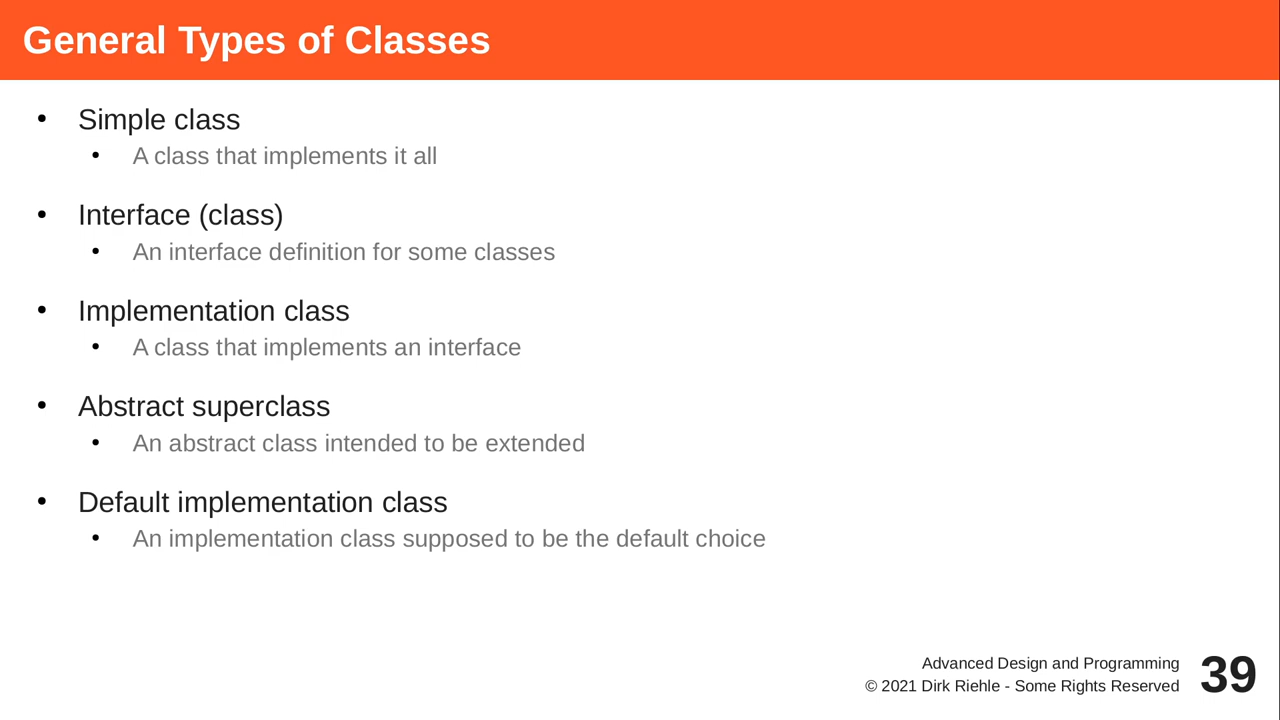 General Types of Classes
• Simple class
• A class that implements it all
• Interface (class)
• An interface definition for some classes
• Implementation class
• A class that implements an interface
• Abstract superclass
• An abstract class intended to be extended
• Default implementation class
• An implementation class supposed to be the default choice
Advanced Design and Programming
© 2021 Dirk Riehle - Some Rights Reserved
39